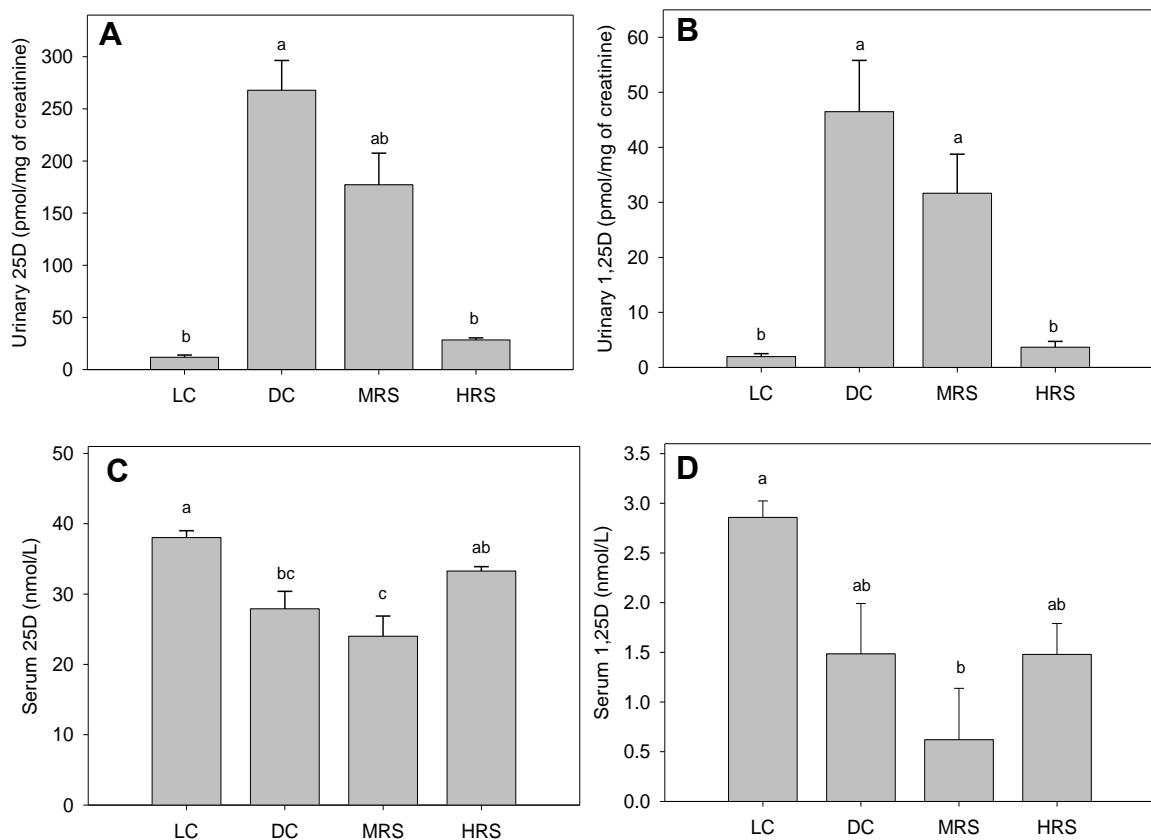 A
Urinary 25D (pmol/mg of creatinine)
300
250
200
150
100
50
0
b
a
ab
b
LC DC MRS HRS
B
Urinary 1,25D (pmol/mg of creatinine)
60
50
40
30
20
10
0
b
a
a
b
LC DC MRS HRS
C
Serum 25D (nmol/L)
50
40
30
20
10
0
a
bc
c
ab
LC DC MRS HRS
D
Serum 1,25D (nmol/L)
3.5
3.0
2.5
2.0
1.5
1.0
0.5
0.0
a
ab
b
ab
LC DC MRS HRS